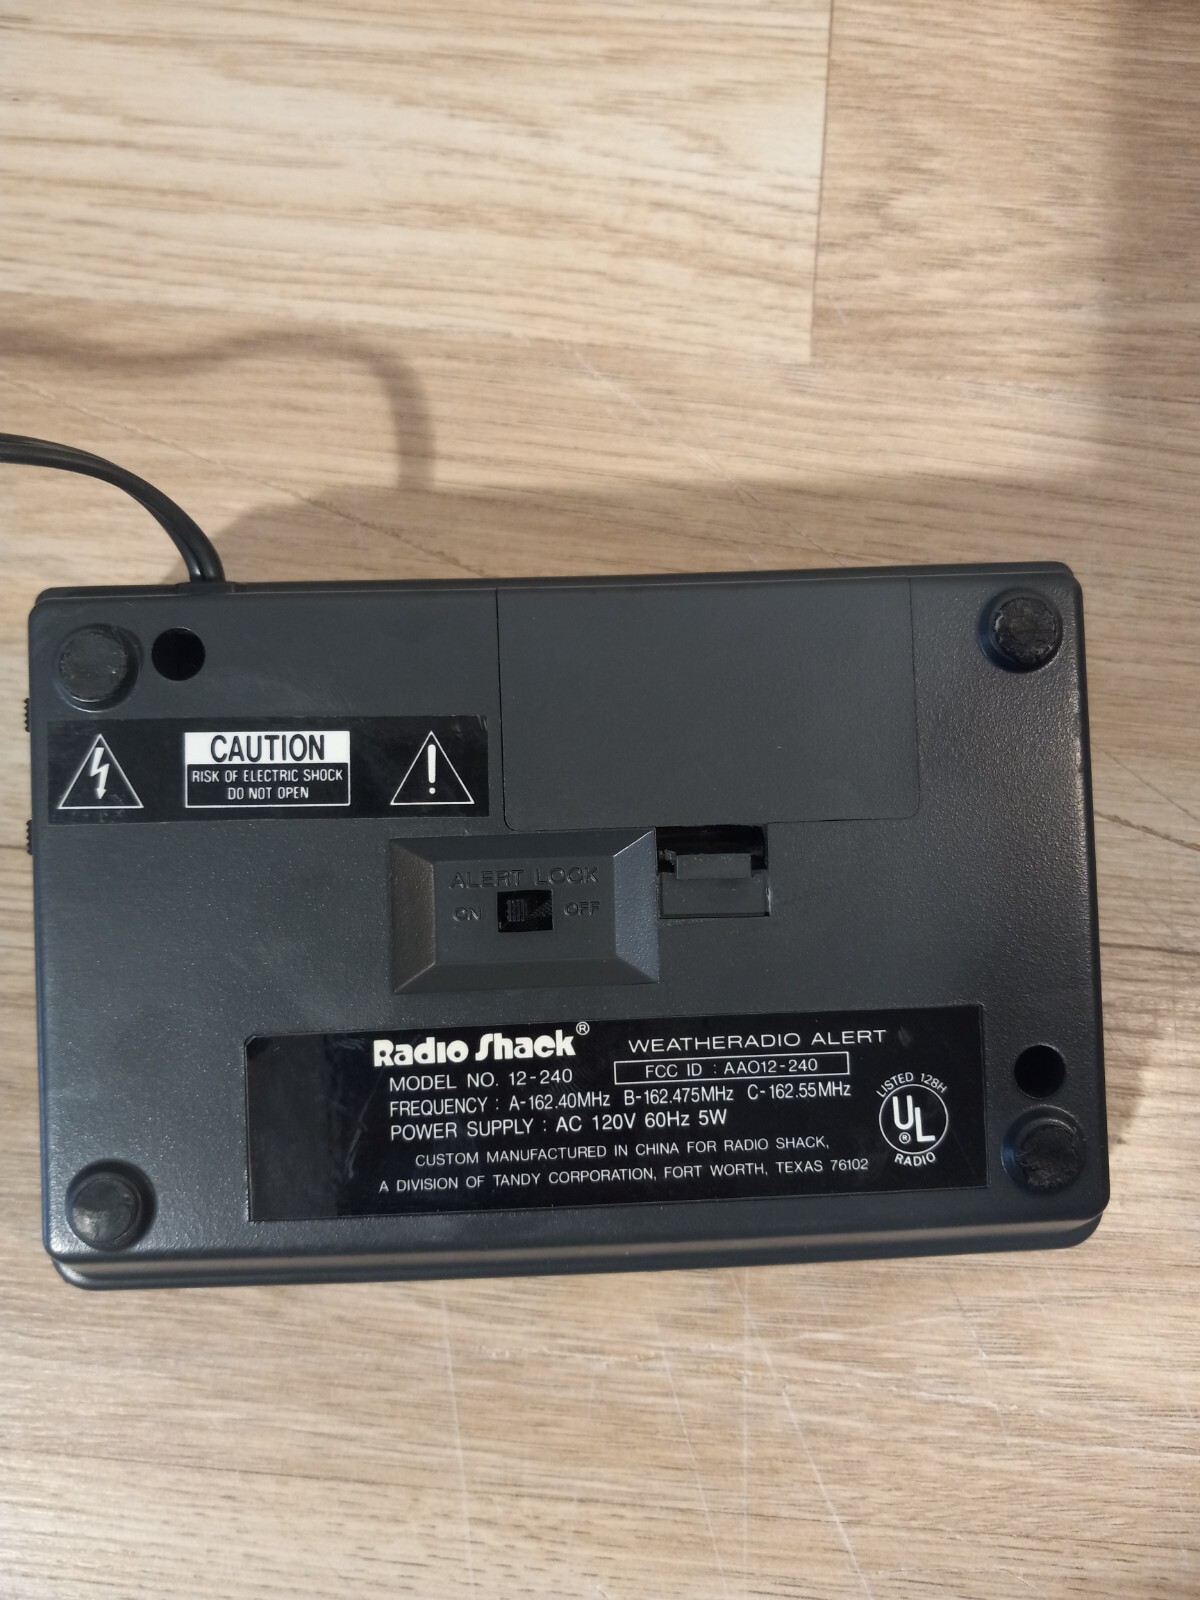 CAUTION
RISK OF ELECTRIC SHOCK
DO NOT OPEN
ALERT LOCK
ON OFF
Radio Shack®
WEATHERADIO ALERT
MODEL NO. 12-240
FCC ID : AAO12-240
FREQUENCY : A-162.40MHz B-162.475MHz C-162.55MHz
POWER SUPPLY : AC 120V 60Hz 5W
CUSTOM MANUFACTURED IN CHINA FOR RADIO SHACK,
A DIVISION OF TANDY CORPORATION, FORT WORTH, TEXAS 76102
LISTED 128H
UL®
RADIO